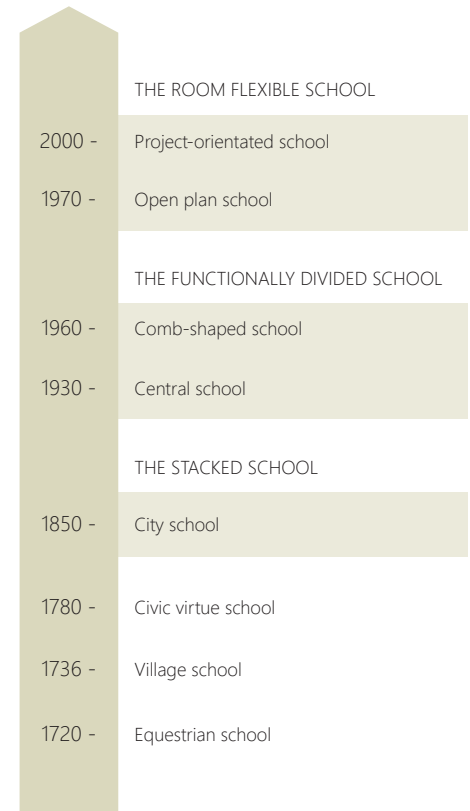 THE ROOM FLEXIBLE SCHOOL
2000 - Project-orientated school
1970 - Open plan school
THE FUNCTIONALLY DIVIDED SCHOOL
1960 - Comb-shaped school
1930 - Central school
THE STACKED SCHOOL
1850 - City school
1780 - Civic virtue school
1736 - Village school
1720 - Equestrian school